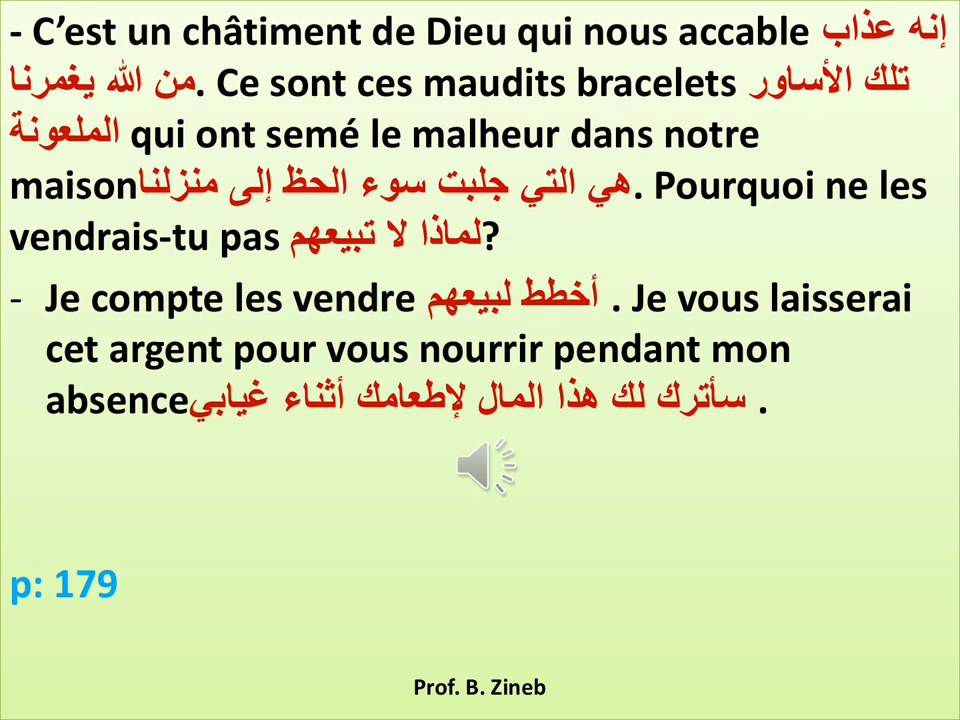 - C’est un châtiment de Dieu qui nous accable إنه عذاب
من الله يغمرنا. Ce sont ces maudits bracelets تلك الأساور
الملعونة qui ont semé le malheur dans notre
maisonهي التي جلبت سوء الحظ إلى منزلنا. Pourquoi ne les
vendrais-tu pas لماذا لا تبيعهم?
- Je compte les vendre أخطط لبيعهم . Je vous laisserai
cet argent pour vous nourrir pendant mon
absenceسأترك لك هذا المال لإطعامك أثناء غيابي .
p: 179
Prof. B. Zineb